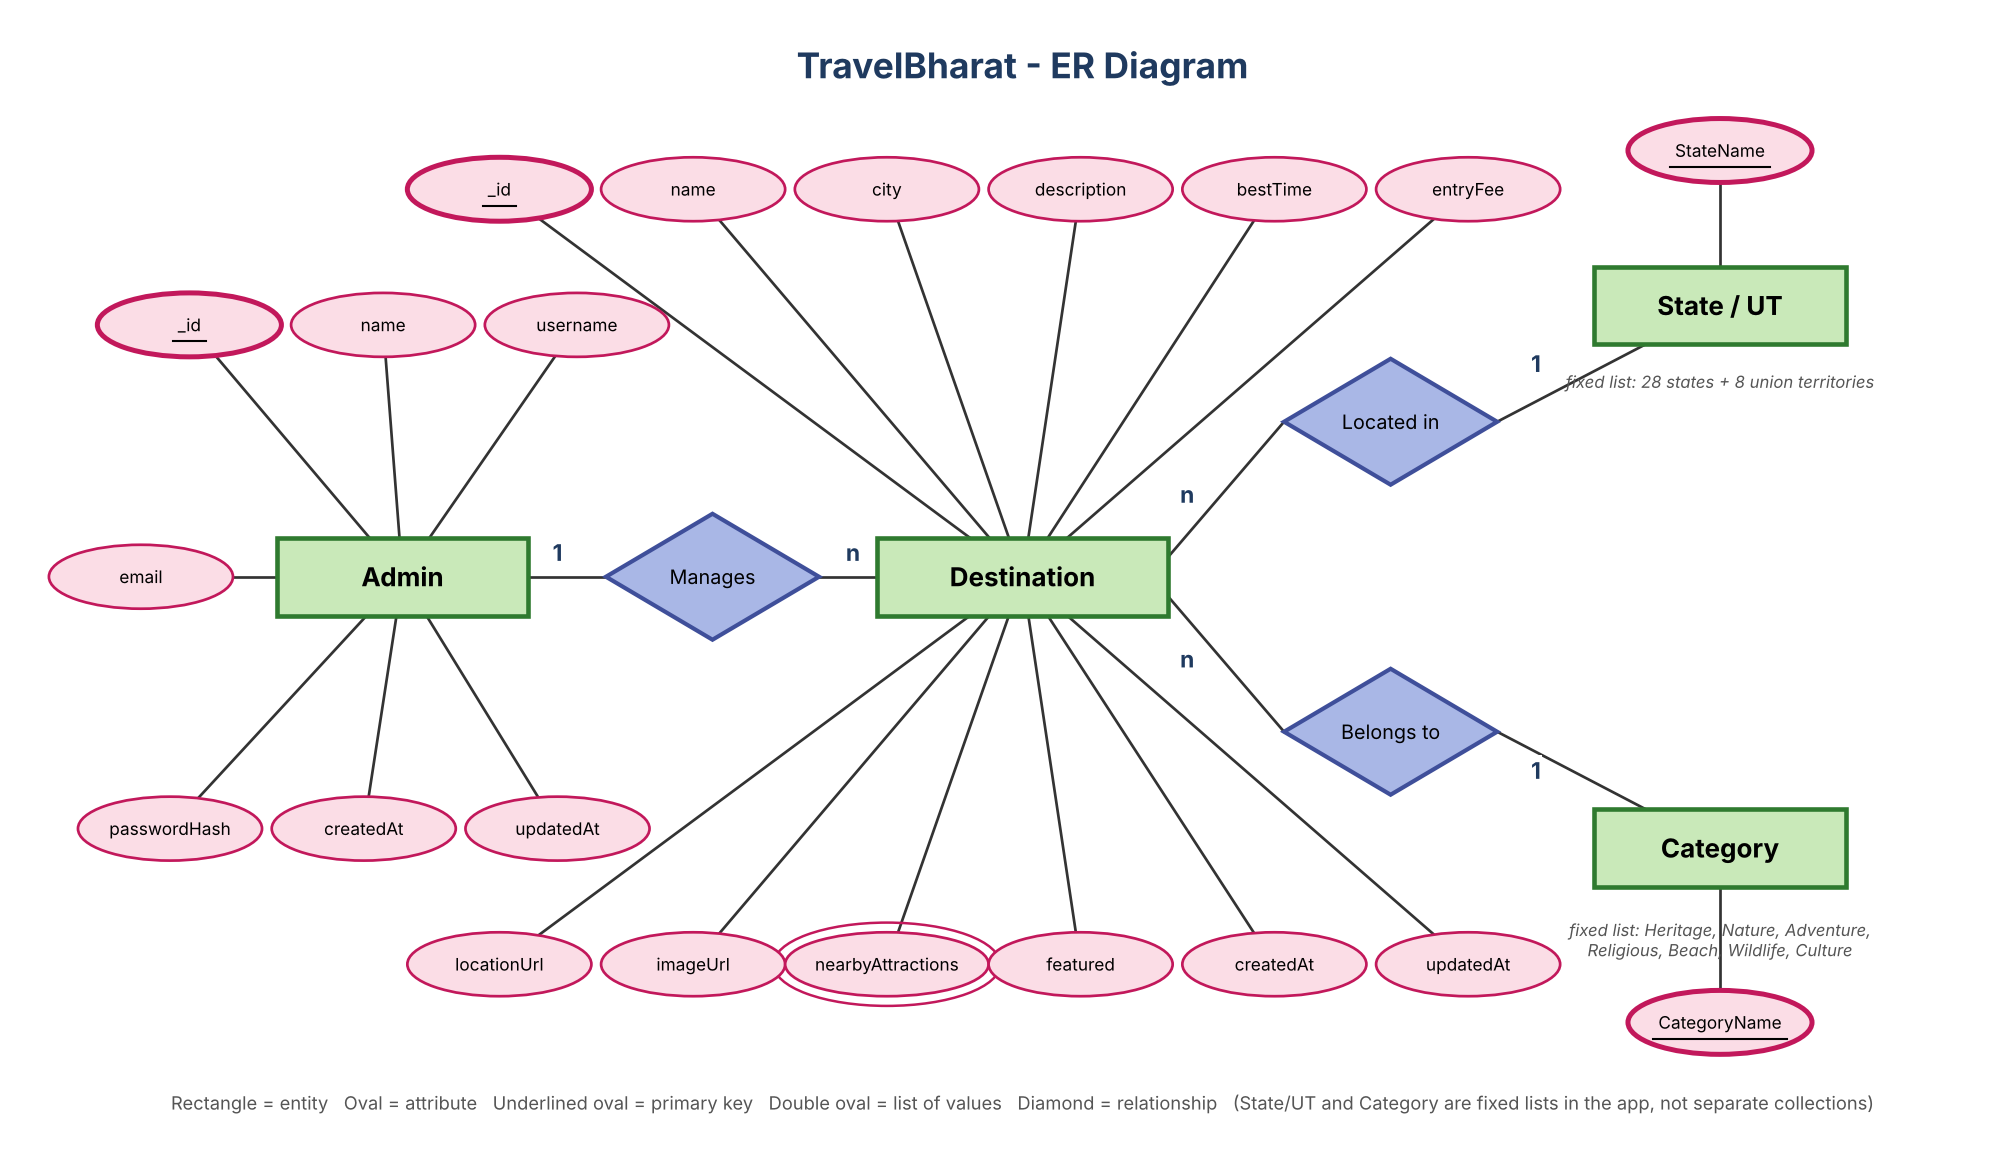 TravelBharat - ER Diagram
StateName
_id
name
city
description
bestTime
entryFee
State / UT
_id
name
username
1
fixed list: 28 states + 8 union territories
Located in
n
email
Admin
1
Manages
n
Destination
n
Belongs to
1
passwordHash
createdAt
updatedAt
Category
fixed list: Heritage, Nature, Adventure,
Religious, Beach, Wildlife, Culture
locationUrl
imageUrl
nearbyAttractions
featured
createdAt
updatedAt
CategoryName
Rectangle = entity   Oval = attribute   Underlined oval = primary key   Double oval = list of values   Diamond = relationship   (State/UT and Category are fixed lists in the app, not separate collections)